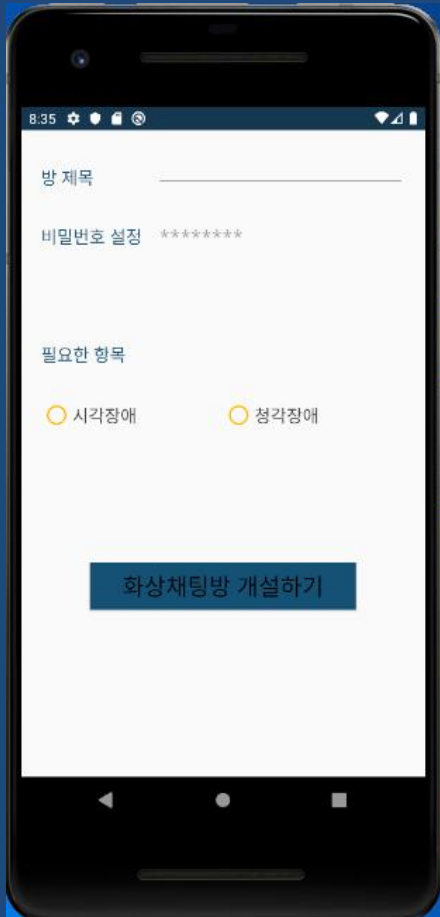 8:35
방 제목
비밀번호 설정 ********
필요한 항목
시각장애 청각장애
화상채팅방 개설하기